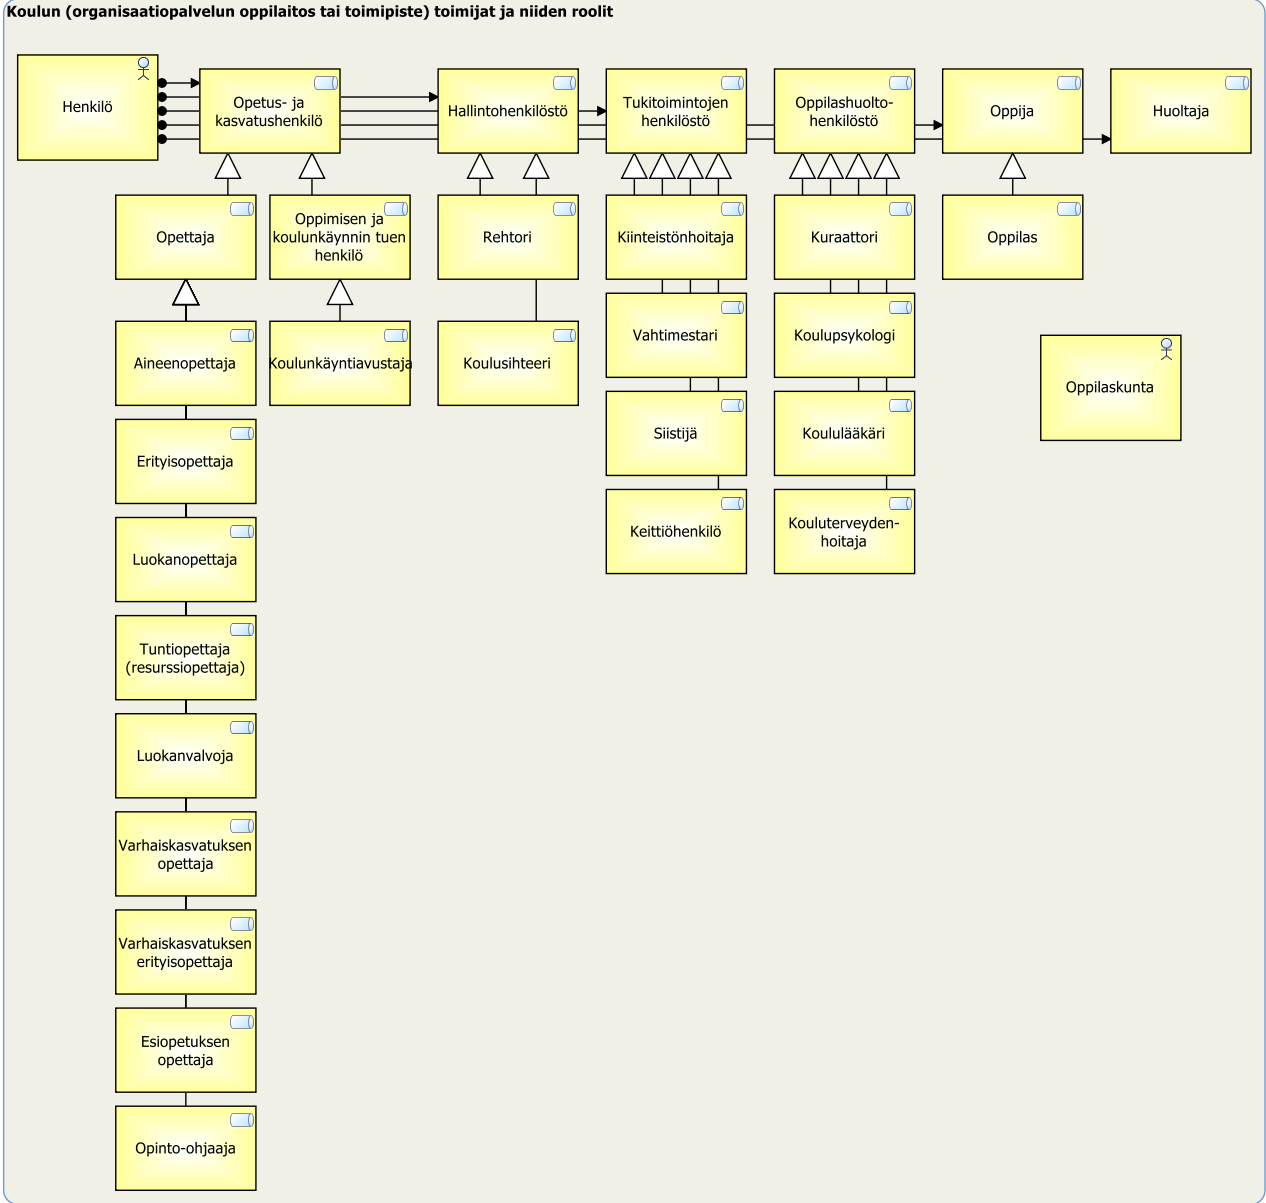 Koulun (organisaatiopalvelun oppilaitos tai toimipiste) toimijat ja niiden roolit
Henkilö
Opetus- ja
kasvatushenkilö
Hallintohenkilöstö
Tukitoimintojen
henkilöstö
Oppilashuolto-
henkilöstö
Oppija
Huoltaja
Opettaja
Oppimisen ja
koulunkäynnin tuen
henkilö
Rehtori
Kiinteistönhoitaja
Kuraattori
Oppilas
Aineenopettaja
Koulunkäyntiavustaja
Koulusihteeri
Vahtimestari
Koulupsykologi
Oppilaskunta
Erityisopettaja
Siistijä
Koululääkäri
Luokanopettaja
Keittiöhenkilö
Kouluterveyden-
hoitaja
Tuntiopettaja
(resurssiopettaja)
Luokanvalvoja
Varhaiskasvatuksen
opettaja
Varhaiskasvatuksen
erityisopettaja
Esiopetuksen
opettaja
Opinto-ohjaaja